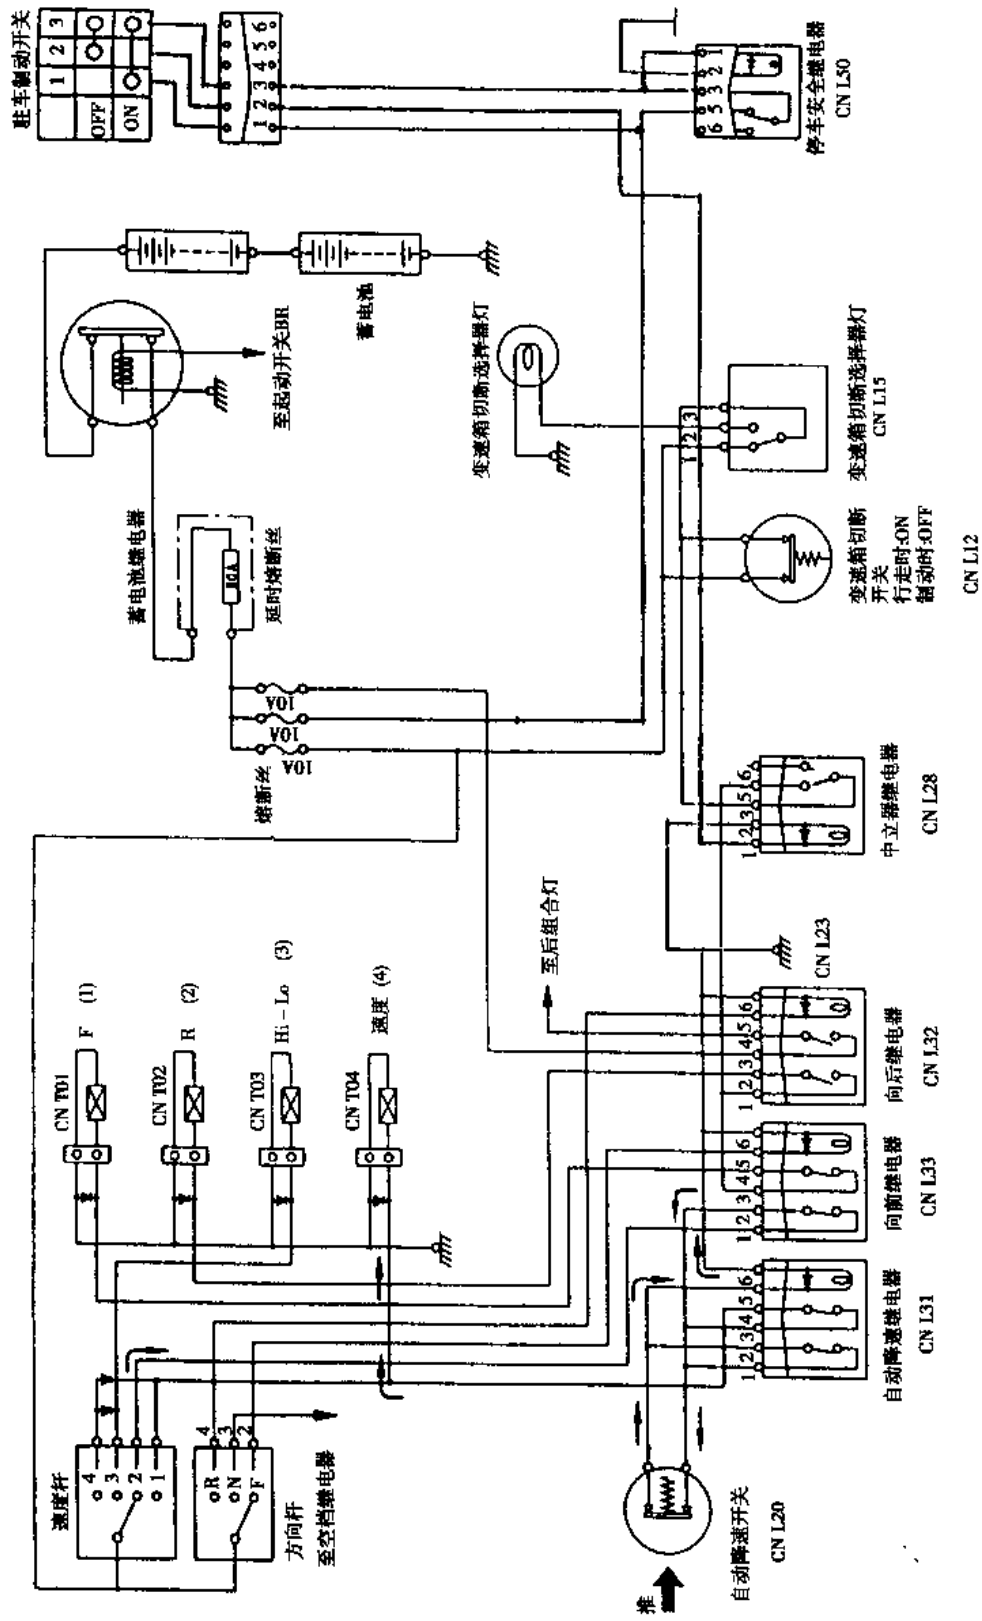 驻车制动开关
3
2
1
OFF
ON
6
5
4
3
2
1
1
2
3
5
6
停车安全继电器
CN L50
蓄电池
至起动开关BR
蓄电池继电器
10A
延时熔断丝
变速箱切断选择器灯
3
2
1
变速箱切断选择器灯
CN L15
变速箱切断
开关
行走时:ON
制动时:OFF
CN L12
10A
10A
10A
熔断丝
6
5
3
2
1
中立器继电器
CN L28
CN T01
F (1)
CN T02
R (2)
CN T03
Hi－Lo (3)
CN T04
速度 (4)
至后组合灯
CN L23
6
5
4
3
2
1
向后继电器
CN L32
6
5
4
3
2
1
向前继电器
CN L33
6
5
4
3
2
1
自动降速继电器
CN L31
速度杆
4
3
2
1
R
N
F
4
3
2
方向杆
至空档继电器
推
自动降速开关
CN L20